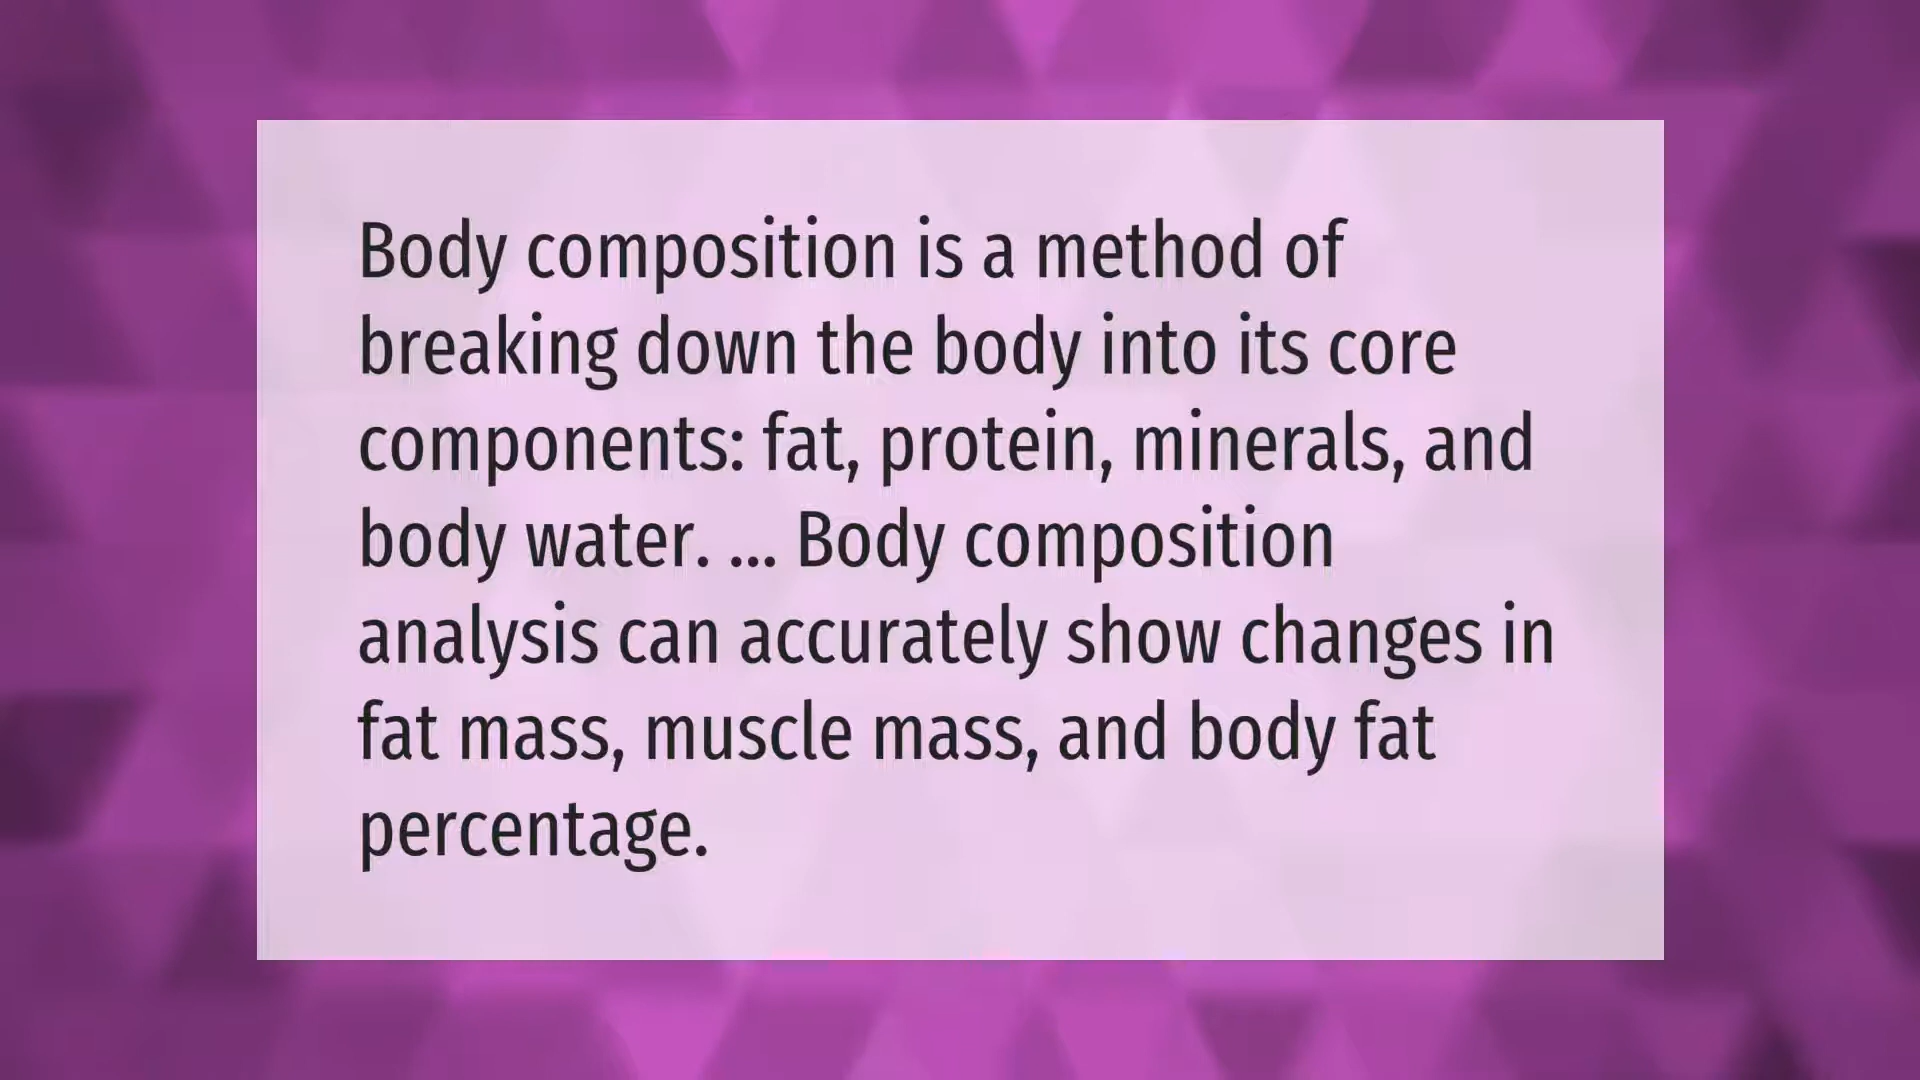 Body composition is a method of
breaking down the body into its core
components: fat, protein, minerals, and
body water. ... Body composition
analysis can accurately show changes in
fat mass, muscle mass, and body fat
percentage.